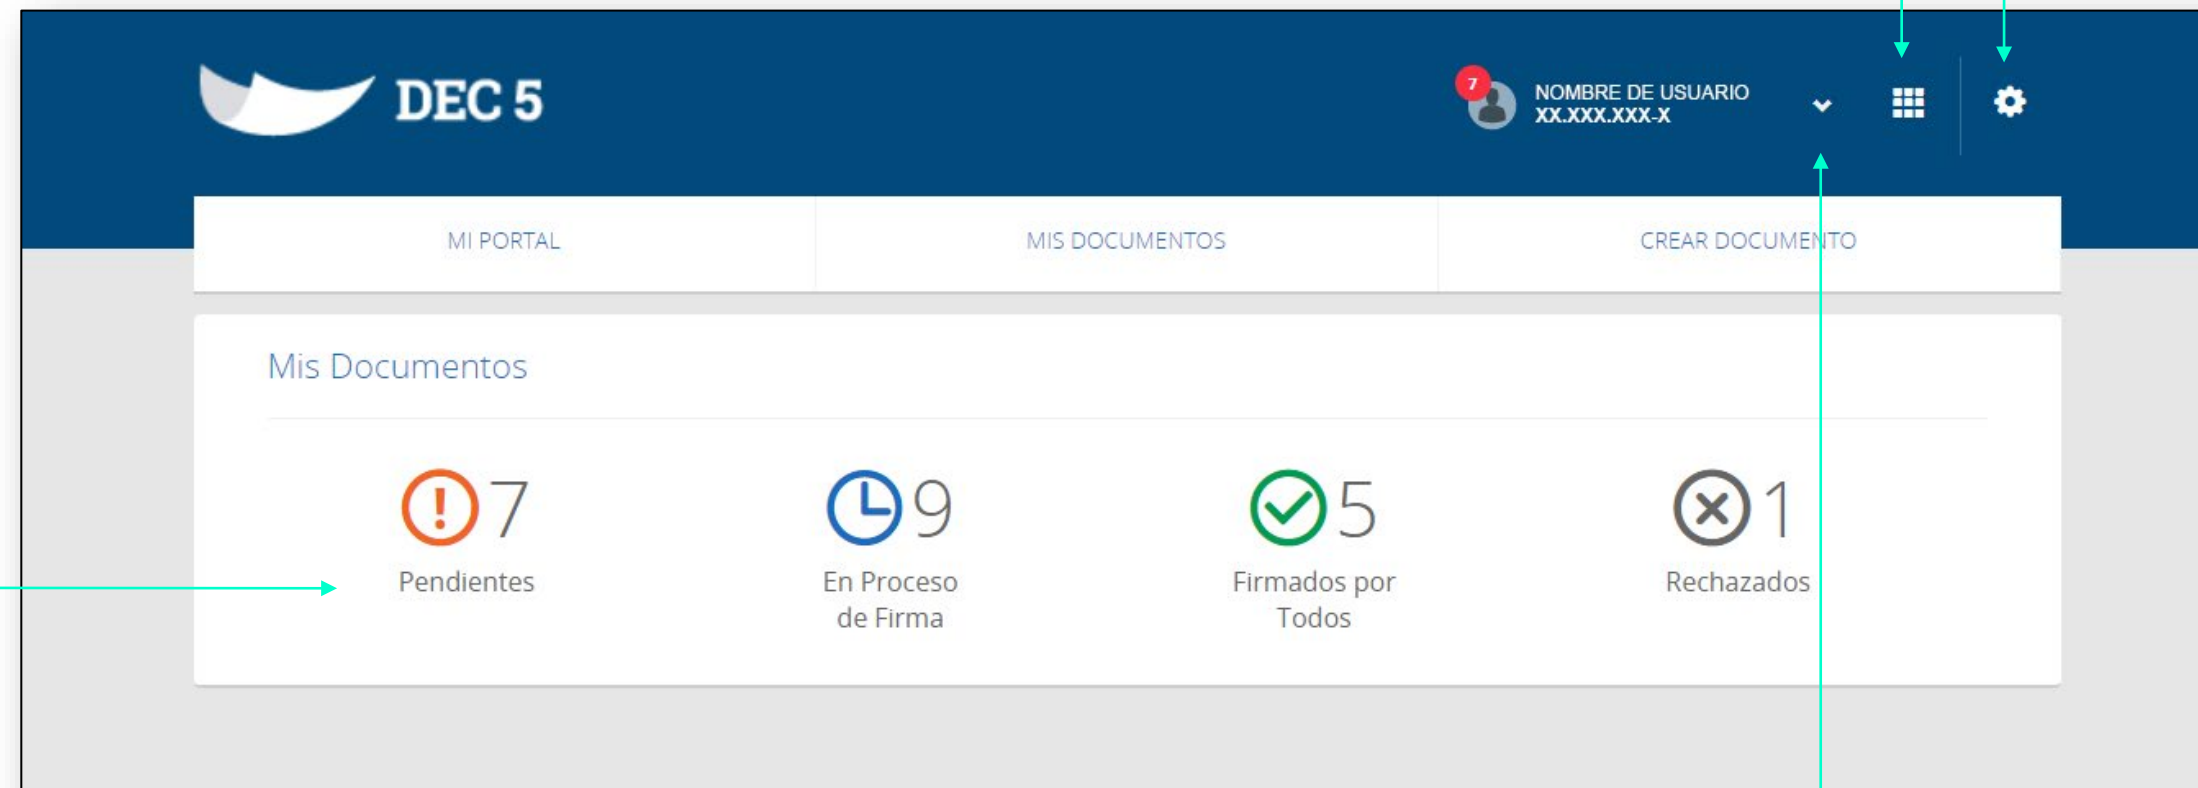 DEC 5
7
NOMBRE DE USUARIO
XX.XXX.XXX-X
MI PORTAL
MIS DOCUMENTOS
CREAR DOCUMENTO
Mis Documentos
7
Pendientes
9
En Proceso
de Firma
5
Firmados por
Todos
1
Rechazados